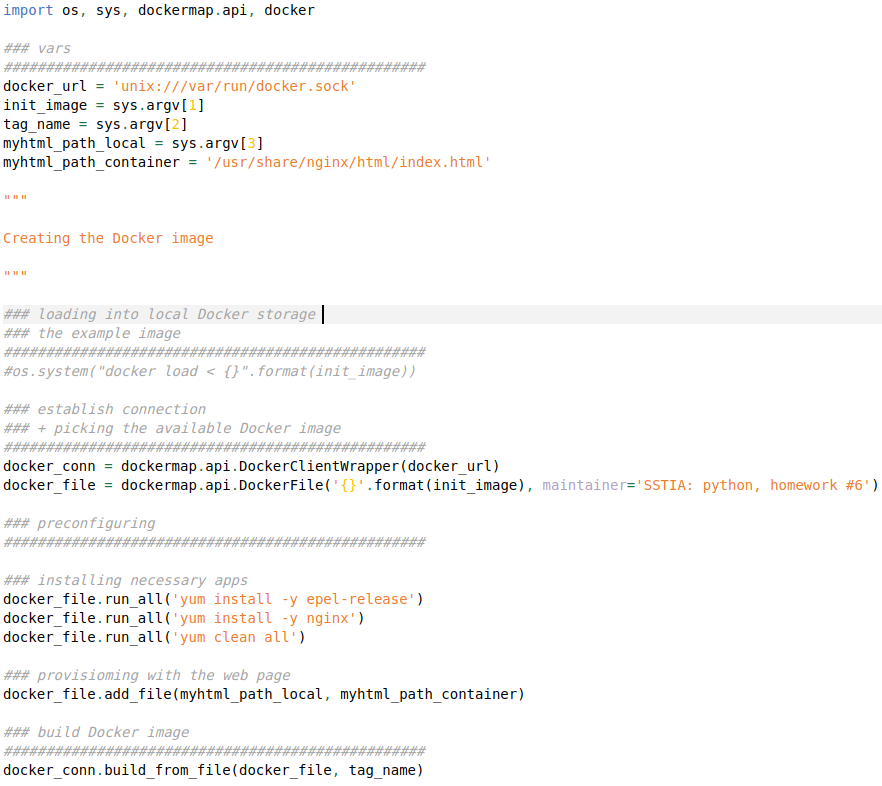 import os, sys, dockermap.api, docker
### vars
##################################################
docker_url = 'unix:///var/run/docker.sock'
init_image = sys.argv[1]
tag_name = sys.argv[2]
myhtml_path_local = sys.argv[3]
myhtml_path_container = '/usr/share/nginx/html/index.html'
"""
Creating the Docker image
"""
### loading into local Docker storage
### the example image
##################################################
#os.system("docker load < {}".format(init_image))
### establish connection
### + picking the available Docker image
##################################################
docker_conn = dockermap.api.DockerClientWrapper(docker_url)
docker_file = dockermap.api.DockerFile('{}'.format(init_image), maintainer='SSTIA: python, homework #6')
### preconfiguring
##################################################
### installing necessary apps
docker_file.run_all('yum install -y epel-release')
docker_file.run_all('yum install -y nginx')
docker_file.run_all('yum clean all')
### provisioming with the web page
docker_file.add_file(myhtml_path_local, myhtml_path_container)
### build Docker image
##################################################
docker_conn.build_from_file(docker_file, tag_name)